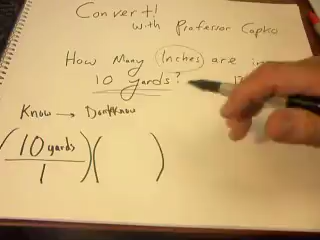 Convert!
with Professor Capko
How Many Inches are in
10 yards?
Know → Don't Know
(10 yards / 1) ( )